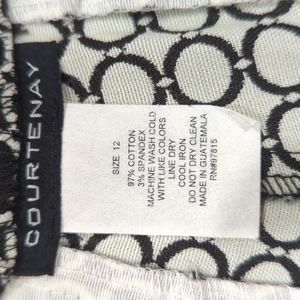 COURTENAY
SIZE 12
97% COTTON
3% SPANDEX
MACHINE WASH COLD
WITH LIKE COLORS
LINE DRY
COOL IRON
DO NOT DRY CLEAN
MADE IN GUATEMALA
RN#97815